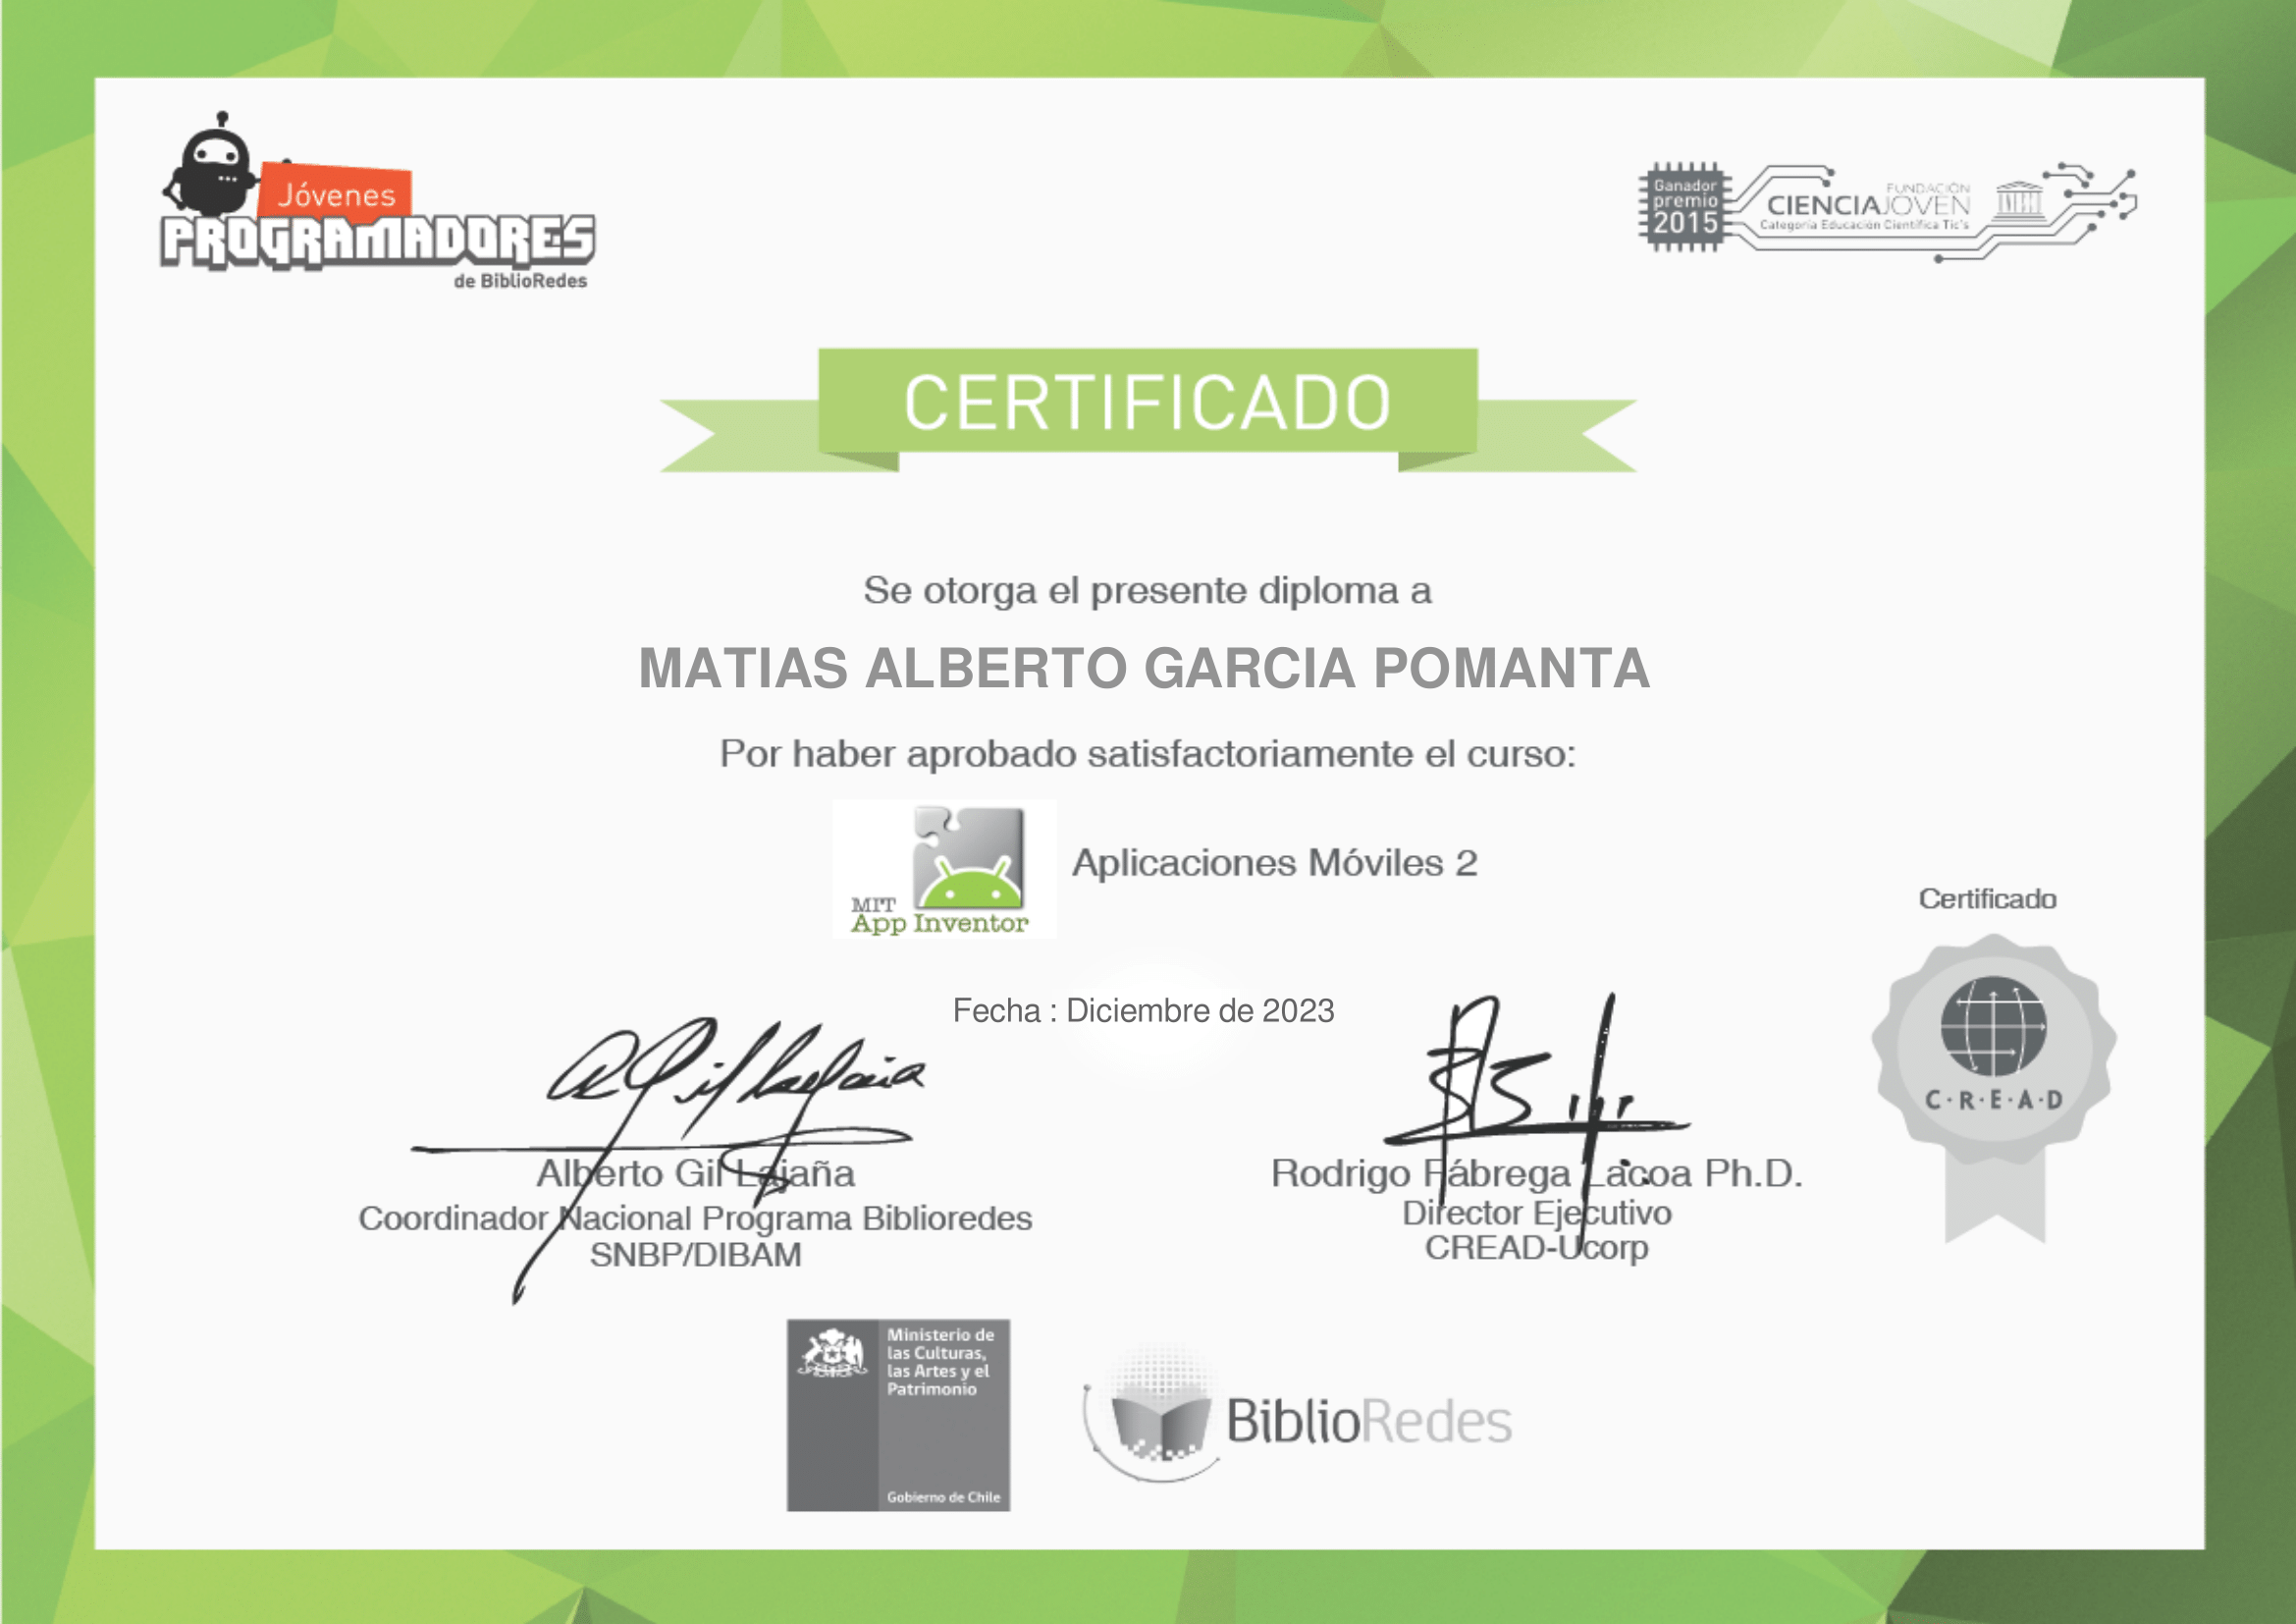 Jóvenes
PROGRAMADORES
de BiblioRedes
Ganador
premio
2015
FUNDACIÓN
CIENCIAJOVEN
Categoría Educación Científica Tic's
CERTIFICADO
Se otorga el presente diploma a
MATIAS ALBERTO GARCIA POMANTA
Por haber aprobado satisfactoriamente el curso:
MIT
App Inventor
Aplicaciones Móviles 2
Certificado
C·R·E·A·D
Fecha : Diciembre de 2023
Alberto Gil Lajaña
Coordinador Nacional Programa Biblioredes
SNBP/DIBAM
Rodrigo Fábrega Lacoa Ph.D.
Director Ejecutivo
CREAD-Ucorp
Ministerio de
las Culturas,
las Artes y el
Patrimonio
Gobierno de Chile
BiblioRedes